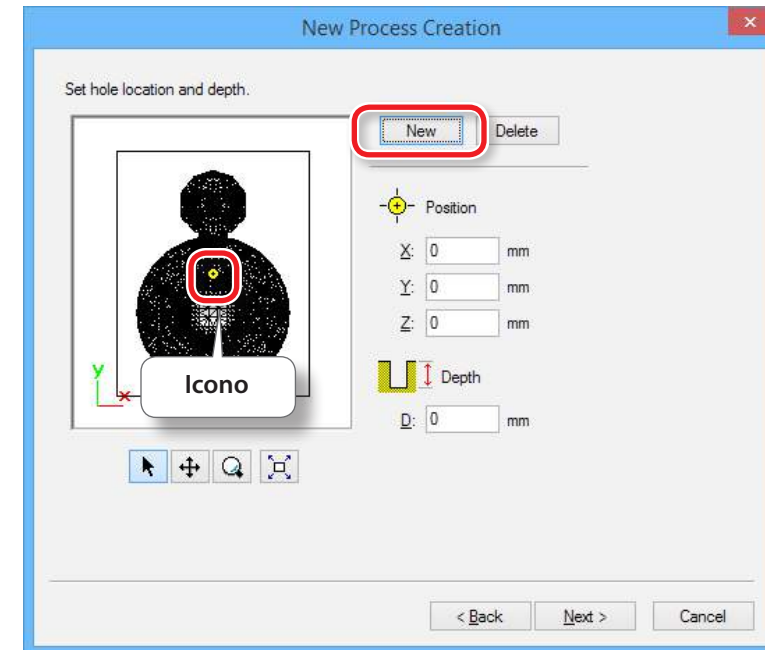 New Process Creation
Set hole location and depth.
New Delete
Position
X: 0 mm
Y: 0 mm
Z: 0 mm
Icono
y
x
Depth
D: 0 mm
< Back Next > Cancel